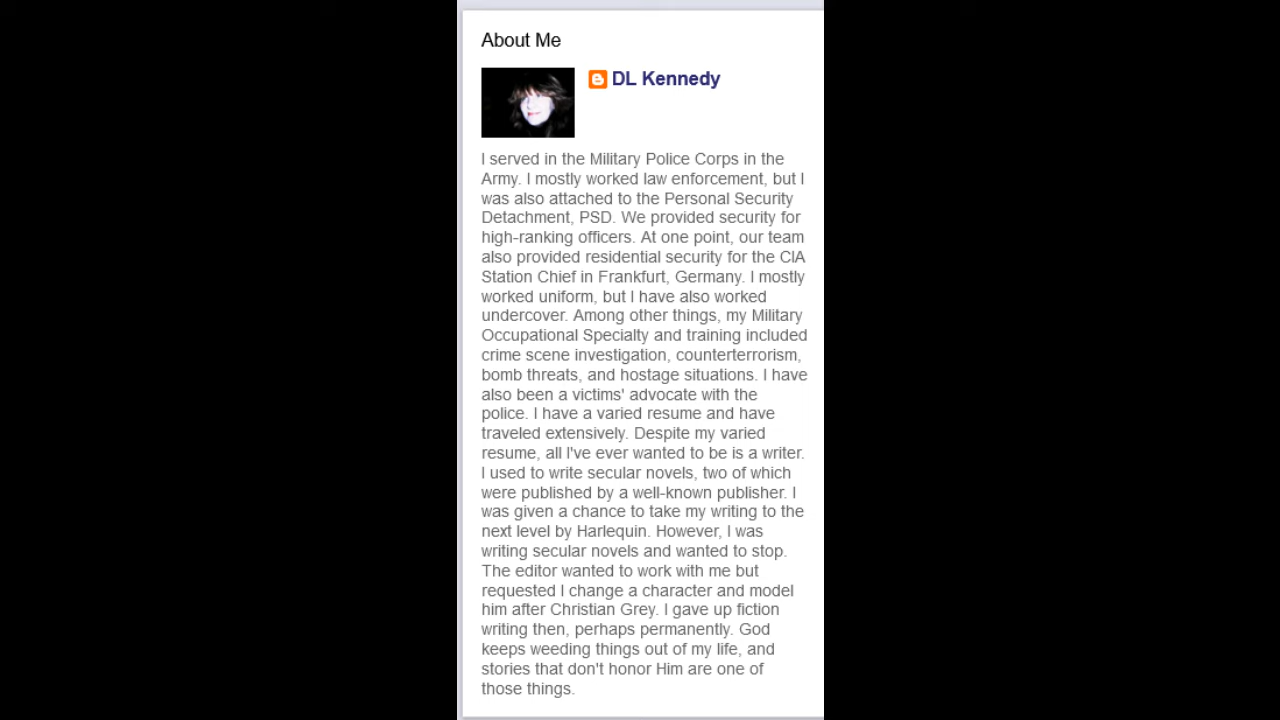 About Me
DL Kennedy
I served in the Military Police Corps in the
Army. I mostly worked law enforcement, but I
was also attached to the Personal Security
Detachment, PSD. We provided security for
high-ranking officers. At one point, our team
also provided residential security for the CIA
Station Chief in Frankfurt, Germany. I mostly
worked uniform, but I have also worked
undercover. Among other things, my Military
Occupational Specialty and training included
crime scene investigation, counterterrorism,
bomb threats, and hostage situations. I have
also been a victims' advocate with the
police. I have a varied resume and have
traveled extensively. Despite my varied
resume, all I've ever wanted to be is a writer.
I used to write secular novels, two of which
were published by a well-known publisher. I
was given a chance to take my writing to the
next level by Harlequin. However, I was
writing secular novels and wanted to stop.
The editor wanted to work with me but
requested I change a character and model
him after Christian Grey. I gave up fiction
writing then, perhaps permanently. God
keeps weeding things out of my life, and
stories that don't honor Him are one of
those things.